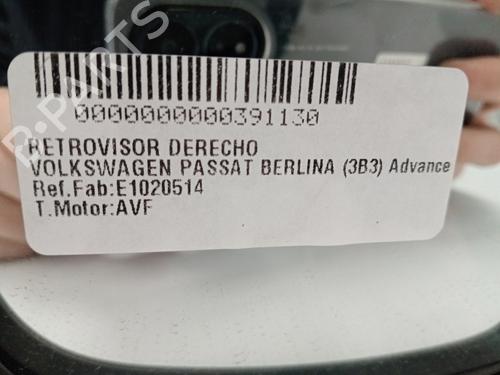 0000000000391130
RETROVISOR DERECHO
VOLKSWAGEN PASSAT BERLINA (3B3) Advance
Ref.Fab:E1020514
T.Motor:AVF
B-PARTS